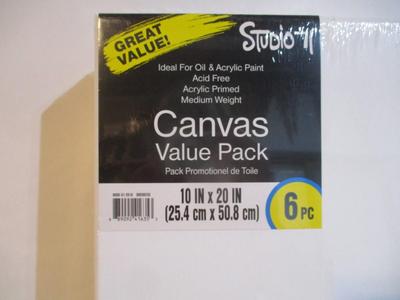 GREAT VALUE!
STUDIO 71
Ideal For Oil & Acrylic Paint
Acid Free
Acrylic Primed
Medium Weight
Canvas
Value Pack
Pack Promotionel de Toile
10 IN x 20 IN
(25.4 cm x 50.8 cm)
6 PC